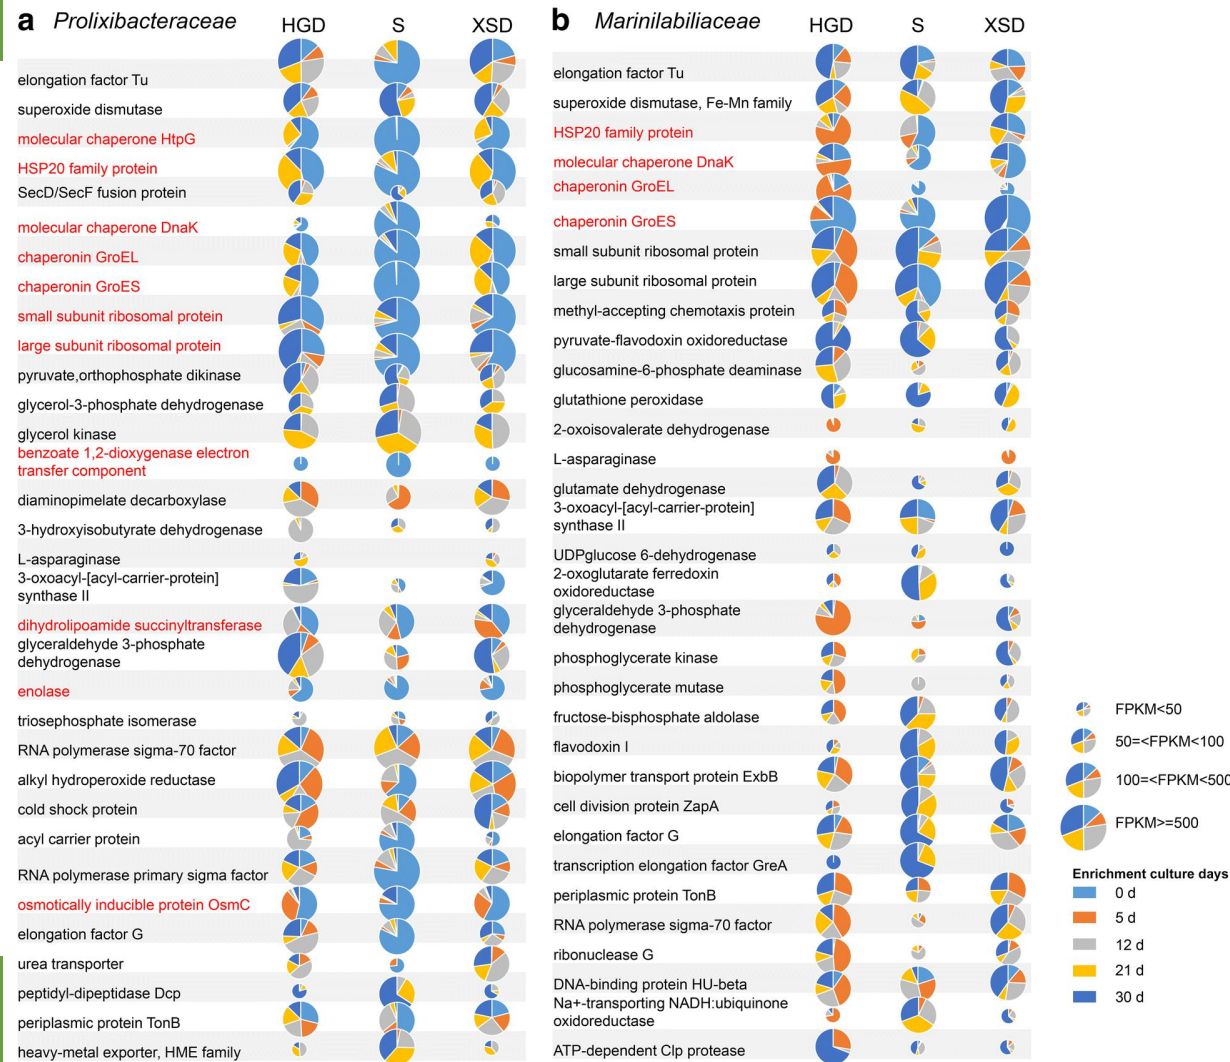 a Prolixibacteraceae
HGD S XSD
elongation factor Tu
superoxide dismutase
molecular chaperone HtpG
HSP20 family protein
SecD/SecF fusion protein
molecular chaperone DnaK
chaperonin GroEL
chaperonin GroES
small subunit ribosomal protein
large subunit ribosomal protein
pyruvate,orthophosphate dikinase
glycerol-3-phosphate dehydrogenase
glycerol kinase
benzoate 1,2-dioxygenase electron
transfer component
diaminopimelate decarboxylase
3-hydroxyisobutyrate dehydrogenase
L-asparaginase
3-oxoacyl-[acyl-carrier-protein]
synthase II
dihydrolipoamide succinyltransferase
glyceraldehyde 3-phosphate
dehydrogenase
enolase
triosephosphate isomerase
RNA polymerase sigma-70 factor
alkyl hydroperoxide reductase
cold shock protein
acyl carrier protein
RNA polymerase primary sigma factor
osmotically inducible protein OsmC
elongation factor G
urea transporter
peptidyl-dipeptidase Dcp
periplasmic protein TonB
heavy-metal exporter, HME family
b Marinilabiliaceae
HGD S XSD
elongation factor Tu
superoxide dismutase, Fe-Mn family
HSP20 family protein
molecular chaperone DnaK
chaperonin GroEL
chaperonin GroES
small subunit ribosomal protein
large subunit ribosomal protein
methyl-accepting chemotaxis protein
pyruvate-flavodoxin oxidoreductase
glucosamine-6-phosphate deaminase
glutathione peroxidase
2-oxoisovalerate dehydrogenase
L-asparaginase
glutamate dehydrogenase
3-oxoacyl-[acyl-carrier-protein]
synthase II
UDPglucose 6-dehydrogenase
2-oxoglutarate ferredoxin
oxidoreductase
glyceraldehyde 3-phosphate
dehydrogenase
phosphoglycerate kinase
phosphoglycerate mutase
fructose-bisphosphate aldolase
flavodoxin I
biopolymer transport protein ExbB
cell division protein ZapA
elongation factor G
transcription elongation factor GreA
periplasmic protein TonB
RNA polymerase sigma-70 factor
ribonuclease G
DNA-binding protein HU-beta
Na+-transporting NADH:ubiquinone
oxidoreductase
ATP-dependent Clp protease
FPKM<50
50=<FPKM<100
100=<FPKM<500
FPKM>=500
Enrichment culture days
0 d
5 d
12 d
21 d
30 d